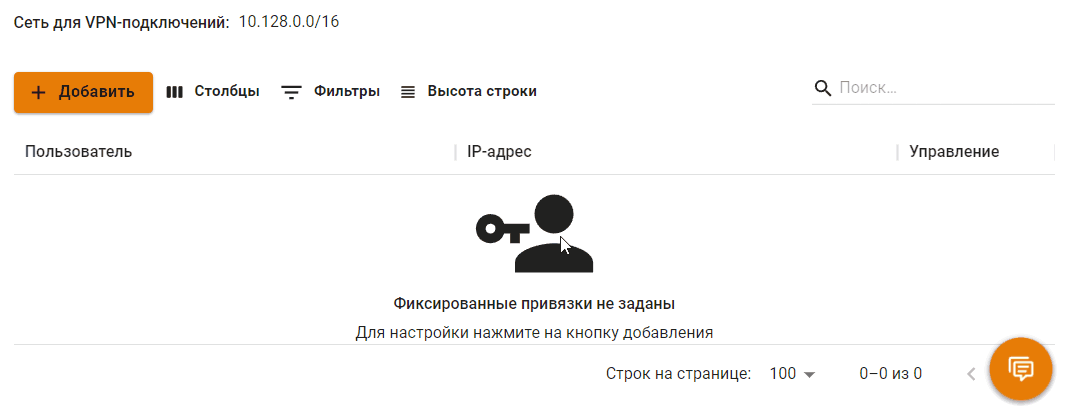 Сеть для VPN-подключений: 10.128.0.0/16
Добавить Столбцы Фильтры Высота строки Поиск...
Пользователь IP-адрес Управление
Фиксированные привязки не заданы
Для настройки нажмите на кнопку добавления
Строк на странице: 100 0–0 из 0